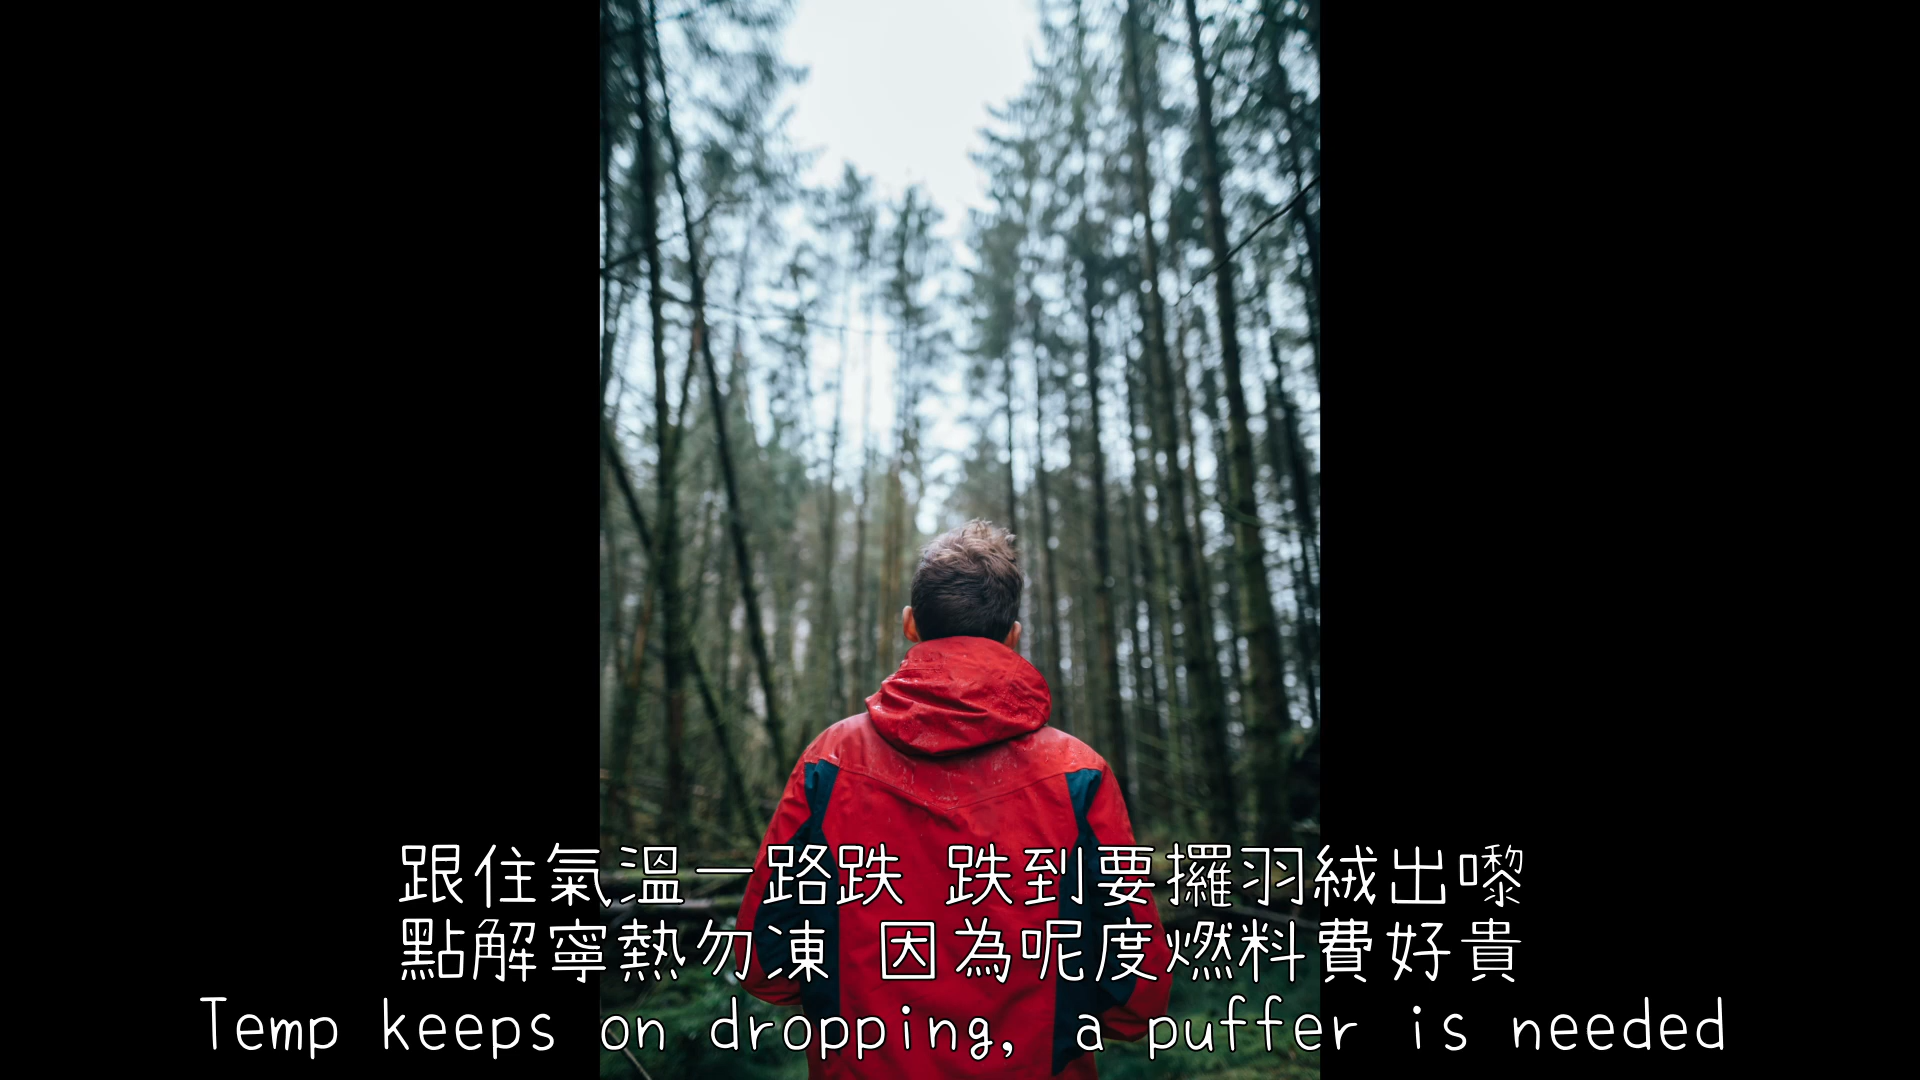 跟住氣溫一路跌 跌到要攞羽絨出嚟
點解寧熱勿凍 因為呢度燃料費好貴
Temp keeps on dropping, a puffer is needed